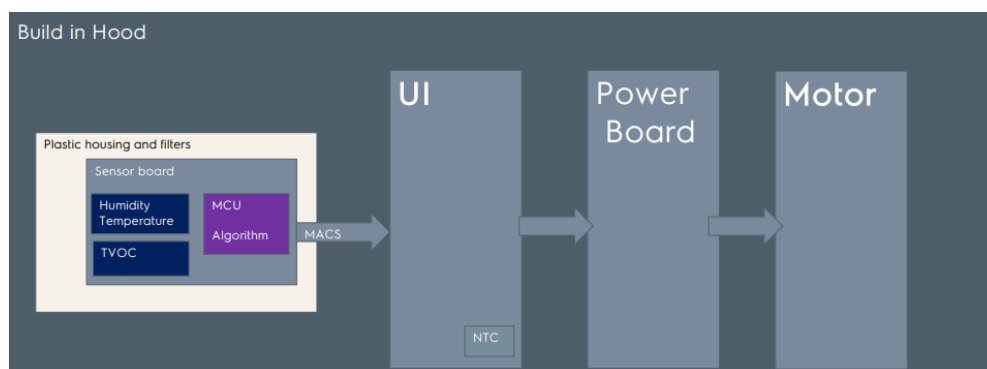 Build in Hood
UI
Power
Board
Motor
Plastic housing and filters
Sensor board
Humidity
Temperature
MCU
Algorithm
TVOC
MACS
NTC